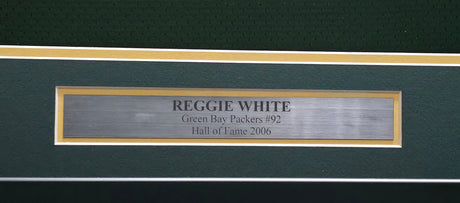 REGGIE WHITE
Green Bay Packers #92
Hall of Fame 2006